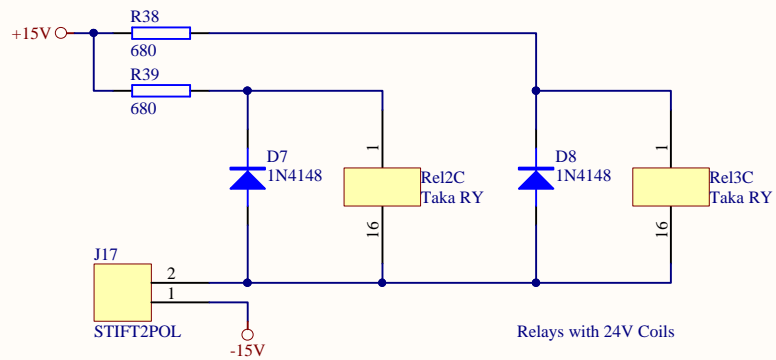 R38
+15V
680
R39
680
D7
1N4148
1
Rel2C
Taka RY
16
D8
1N4148
1
Rel3C
Taka RY
16
J17
2
1
STIFT2POL
-15V
Relays with 24V Coils